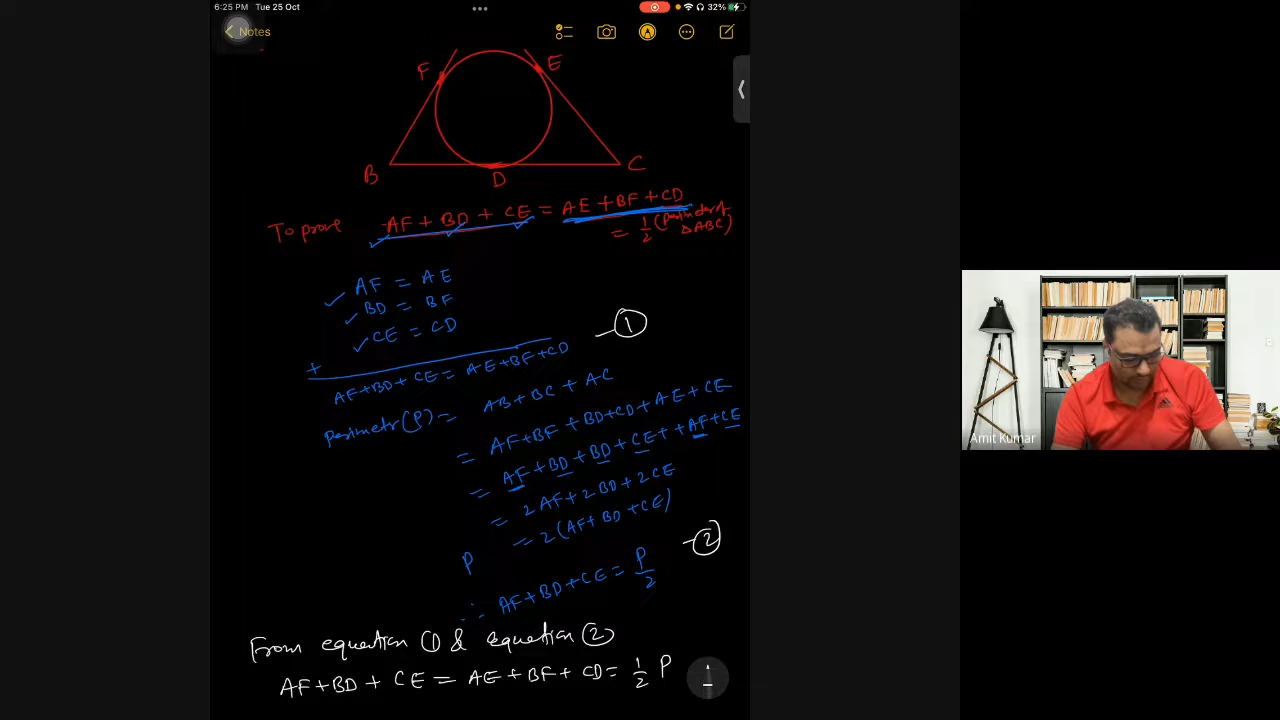 6:25 PM Tue 25 Oct
32%
Notes
F
E
B
D
C
To prove AF + BD + CE = AE + BF + CD
= 1/2 (perimeter of ΔABC)
AF = AE
BD = BF
CE = CD
①
+
AF+BD+CE = AE+BF+CD
perimetr (P) = AB + BC + AC
= AF+BF + BD+CD + AE + CE
= AF + BD + BD + CE + + AF + CE
= 2AF + 2BD + 2CE
P = 2(AF + BD + CE)
②
∴ AF+BD+CE = P/2
From equation ① & equation ②
AF+BD + CE = AE + BF + CD = 1/2 P
Amit Kumar